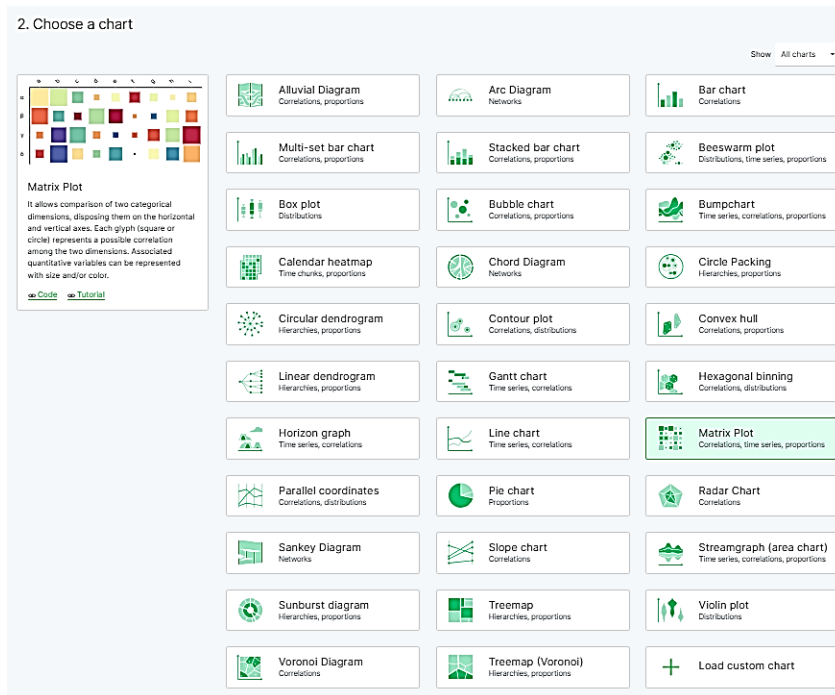 2. Choose a chart
Show All charts
Matrix Plot
It allows comparison of two categorical
dimensions, disposing them on the horizontal
and vertical axes. Each glyph (square or
circle) represents a possible correlation
among the two dimensions. Associated
quantitative variables can be represented
with size and/or color.
Code Tutorial
Alluvial Diagram
Correlations, proportions
Arc Diagram
Networks
Bar chart
Correlations
Multi-set bar chart
Correlations, proportions
Stacked bar chart
Correlations, proportions
Beeswarm plot
Distributions, time series, proportions
Box plot
Distributions
Bubble chart
Correlations, proportions
Bumpchart
Time series, correlations, proportions
Calendar heatmap
Time chunks, proportions
Chord Diagram
Networks
Circle Packing
Hierarchies, proportions
Circular dendrogram
Hierarchies, proportions
Contour plot
Correlations, distributions
Convex hull
Correlations, proportions
Linear dendrogram
Hierarchies, proportions
Gantt chart
Time series, correlations
Hexagonal binning
Correlations, distributions
Horizon graph
Time series, correlations
Line chart
Time series, correlations
Matrix Plot
Correlations, time series, proportions
Parallel coordinates
Correlations, distributions
Pie chart
Proportions
Radar Chart
Correlations
Sankey Diagram
Networks
Slope chart
Correlations
Streamgraph (area chart)
Time series, correlations, proportions
Sunburst diagram
Hierarchies, proportions
Treemap
Hierarchies, proportions
Violin plot
Distributions
Voronoi Diagram
Correlations
Treemap (Voronoi)
Hierarchies, proportions
Load custom chart